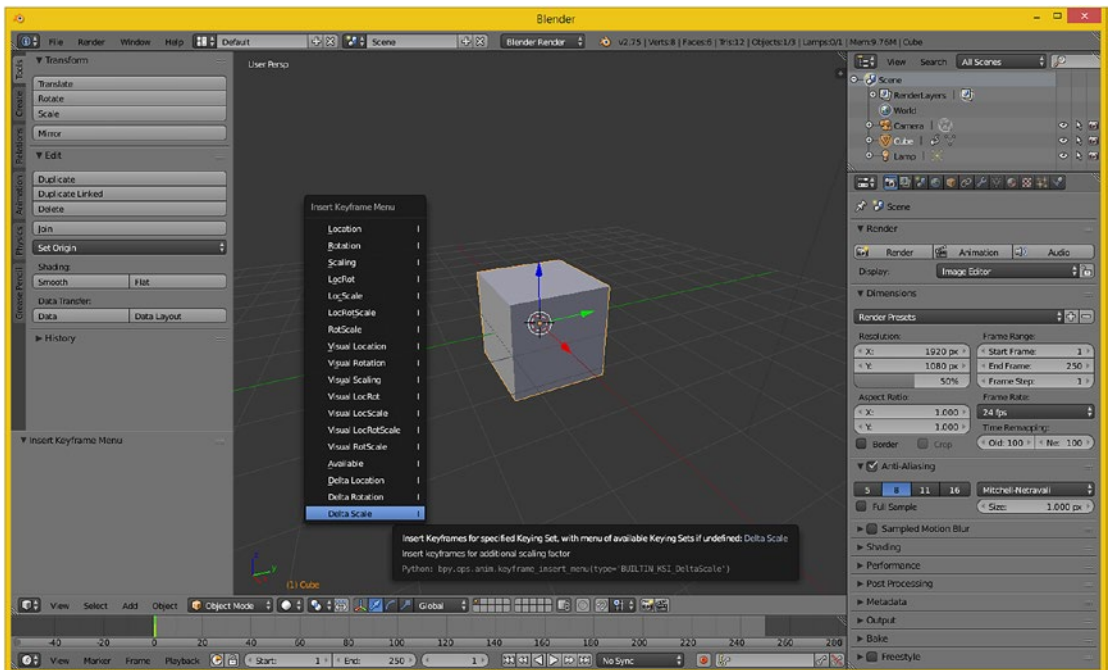 Blender
File Render Window Help Default Scene Blender Render v2.75 | Verts:8 | Faces:6 | Tris:12 | Objects:1/3 | Lamps:0/1 | Mem:9.76M | Cube
Tools
Create
Relations
Animation
Physics
Grease Pencil
Transform
Translate
Rotate
Scale
Mirror
Edit
Duplicate
Duplicate Linked
Delete
Join
Set Origin
Shading:
Smooth Flat
Data Transfer:
Data Data Layout
History
Insert Keyframe Menu
User Persp
Insert Keyframe Menu
Location I
Rotation I
Scaling I
LocRot I
LocScale I
LocRotScale I
RotScale I
Visual Location I
Visual Rotation I
Visual Scaling I
Visual LocRot I
Visual LocScale I
Visual LocRotScale I
Visual RotScale I
Available I
Delta Location I
Delta Rotation I
Delta Scale I
Insert Keyframes for specified Keying Set, with menu of available Keying Sets if undefined: Delta Scale
Insert keyframes for additional scaling factor
Python: bpy.ops.anim.keyframe_insert_menu(type='BUILTIN_KSI_DeltaScale')
z
y
(1) Cube
View Select Add Object Object Mode Global
-40 -20 0 20 40 60 80 100 120 140 160 180 200 220 240 260 280
View Marker Frame Playback Start: 1 End: 250 1 No Sync
View Search All Scenes
Scene
RenderLayers |
World
Camera |
Cube |
Lamp |
Scene
Render
Render Animation Audio
Display: Image Editor
Dimensions
Render Presets
Resolution: Frame Range:
X: 1920 px Start Frame: 1
Y: 1080 px End Frame: 250
50% Frame Step: 1
Aspect Ratio: Frame Rate:
X: 1.000 24 fps
Y: 1.000 Time Remapping:
Border Crop Old: 100 Ne: 100
Anti-Aliasing
5 8 11 16 Mitchell-Netravali
Full Sample Size: 1.000 px
Sampled Motion Blur
Shading
Performance
Post Processing
Metadata
Output
Bake
Freestyle